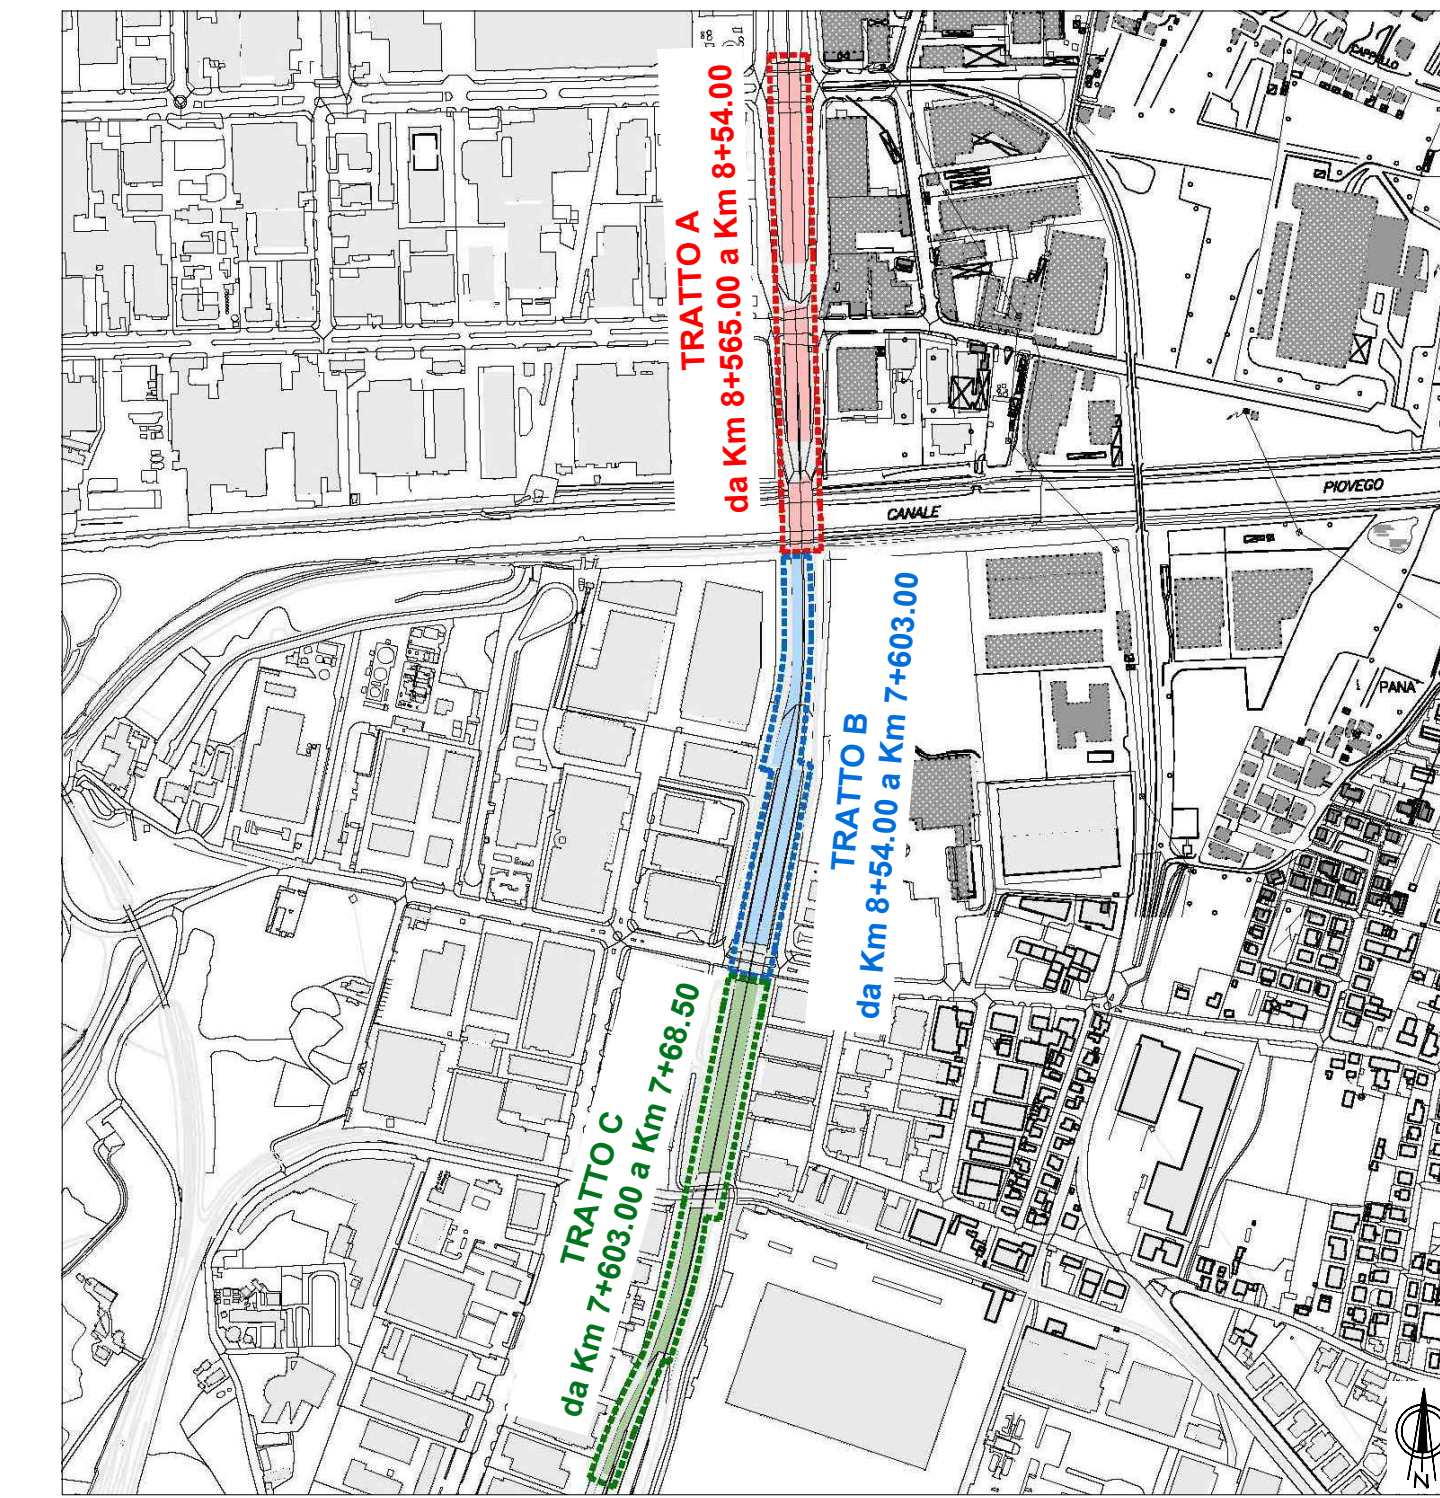 CAPPELLO
TRATTO A
da Km 8+565.00 a Km 8+54.00
PIOVEGO
CANALE
TRATTO B
da Km 8+54.00 a Km 7+603.00
PANA'
TRATTO C
da Km 7+603.00 a Km 7+68.50
N